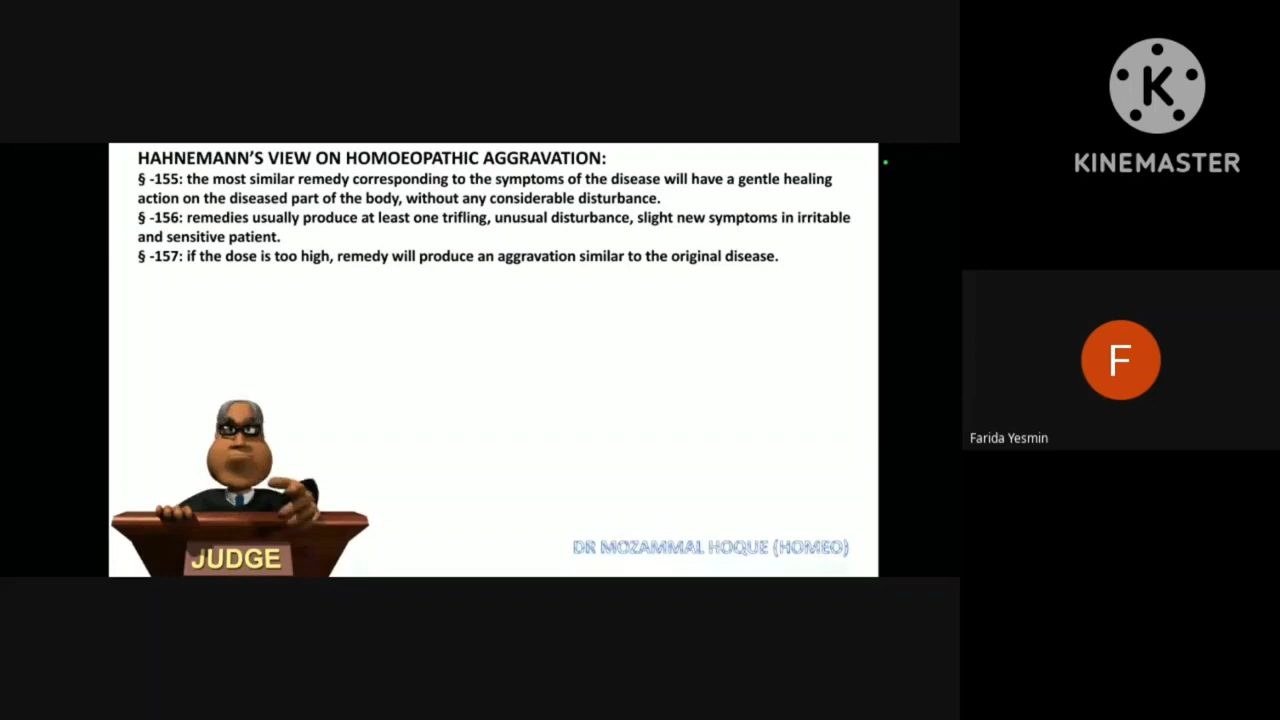 HAHNEMANN'S VIEW ON HOMOEOPATHIC AGGRAVATION:
§ -155: the most similar remedy corresponding to the symptoms of the disease will have a gentle healing
action on the diseased part of the body, without any considerable disturbance.
§ -156: remedies usually produce at least one trifling, unusual disturbance, slight new symptoms in irritable
and sensitive patient.
§ -157: if the dose is too high, remedy will produce an aggravation similar to the original disease.
JUDGE
DR MOZAMMAL HOQUE (HOMEO)
K
KINEMASTER
F
Farida Yesmin